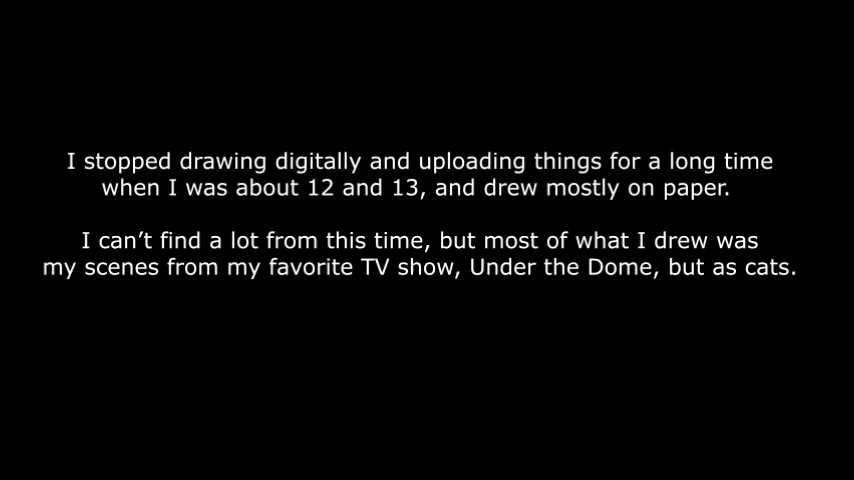 I stopped drawing digitally and uploading things for a long time
when I was about 12 and 13, and drew mostly on paper.
I can’t find a lot from this time, but most of what I drew was
my scenes from my favorite TV show, Under the Dome, but as cats.